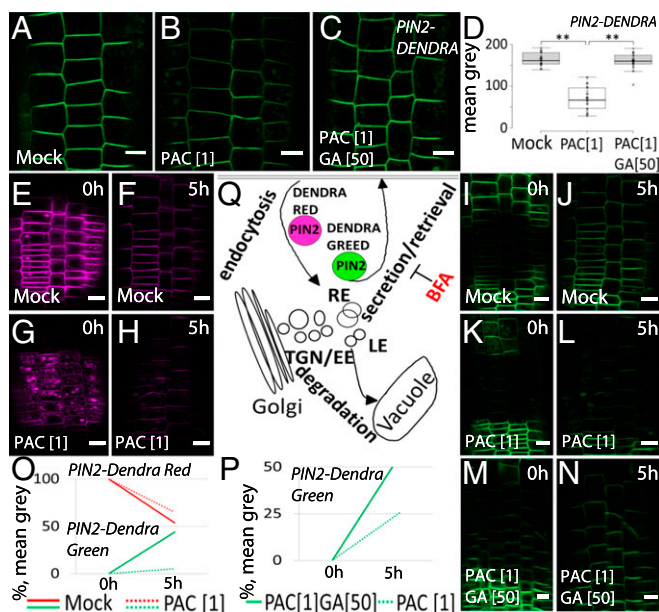 A
Mock
B
PAC [1]
C
PIN2-
DENDRA
PAC [1]
GA [50]
D
PIN2-DENDRA
mean grey
200
100
0
**
**
Mock
PAC[1]
PAC[1]
GA[50]
E
0h
Mock
F
5h
Mock
G
0h
PAC [1]
H
5h
PAC [1]
Q
endocytosis
DENDRA
RED
PIN2
DENDRA
GREED
PIN2
secretion/retrieval
BFA
RE
TGN/EE
LE
Golgi
degradation
Vacuole
I
0h
Mock
J
5h
Mock
K
0h
PAC [1]
L
5h
PAC [1]
M
0h
PAC [1]
GA [50]
N
5h
PAC [1]
GA [50]
O
PIN2-Dendra Red
%, mean grey
100
50
0
PIN2-Dendra
Green
0h
5h
Mock
PAC [1]
P
PIN2-Dendra
Green
%, mean grey
50
25
0
0h
5h
PAC[1]GA[50]
PAC [1]